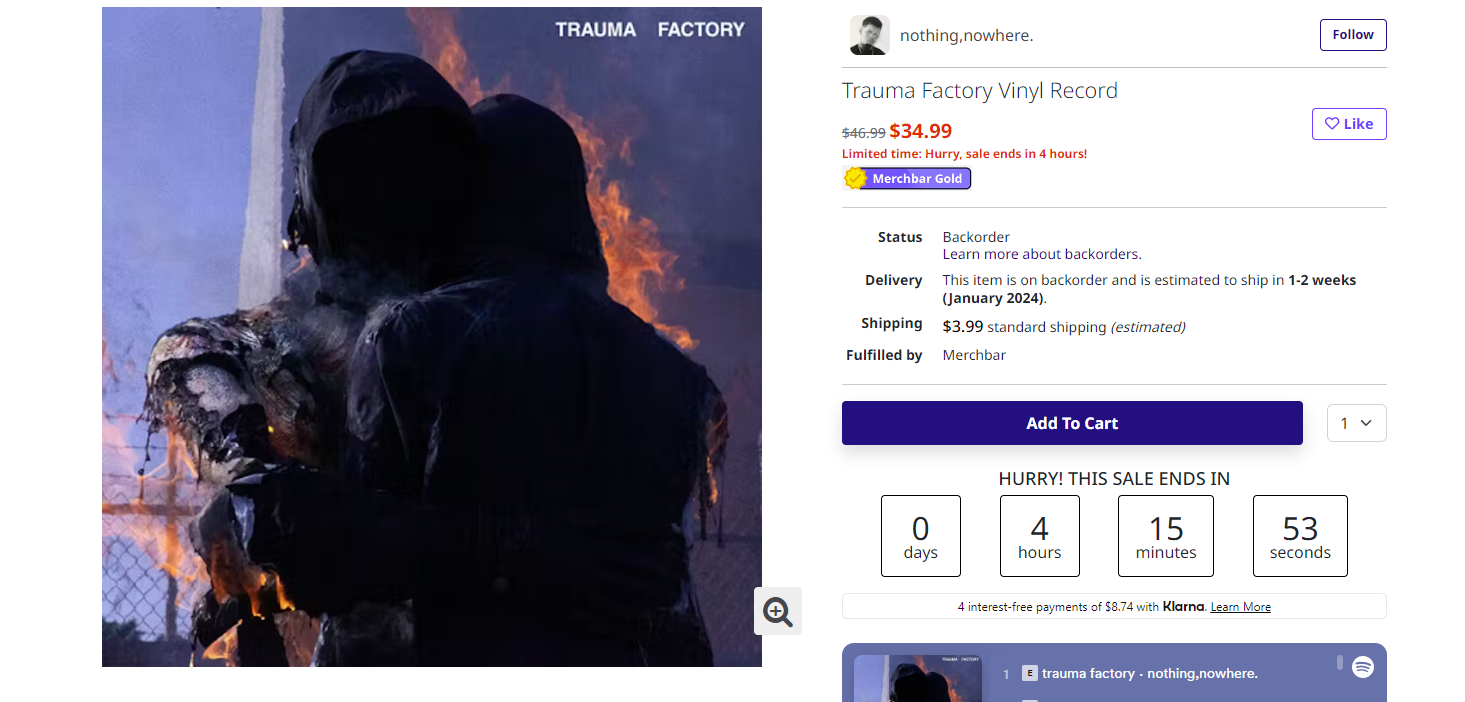 TRAUMA FACTORY
nothing,nowhere.
Follow
Trauma Factory Vinyl Record
$46.99 $34.99
Like
Limited time: Hurry, sale ends in 4 hours!
Merchbar Gold
Status Backorder
Learn more about backorders.
Delivery This item is on backorder and is estimated to ship in 1-2 weeks
(January 2024).
Shipping $3.99 standard shipping (estimated)
Fulfilled by Merchbar
Add To Cart
1
HURRY! THIS SALE ENDS IN
0 4 15 53
days hours minutes seconds
4 interest-free payments of $8.74 with Klarna. Learn More
TRAUMA FACTORY
1 E trauma factory · nothing,nowhere.